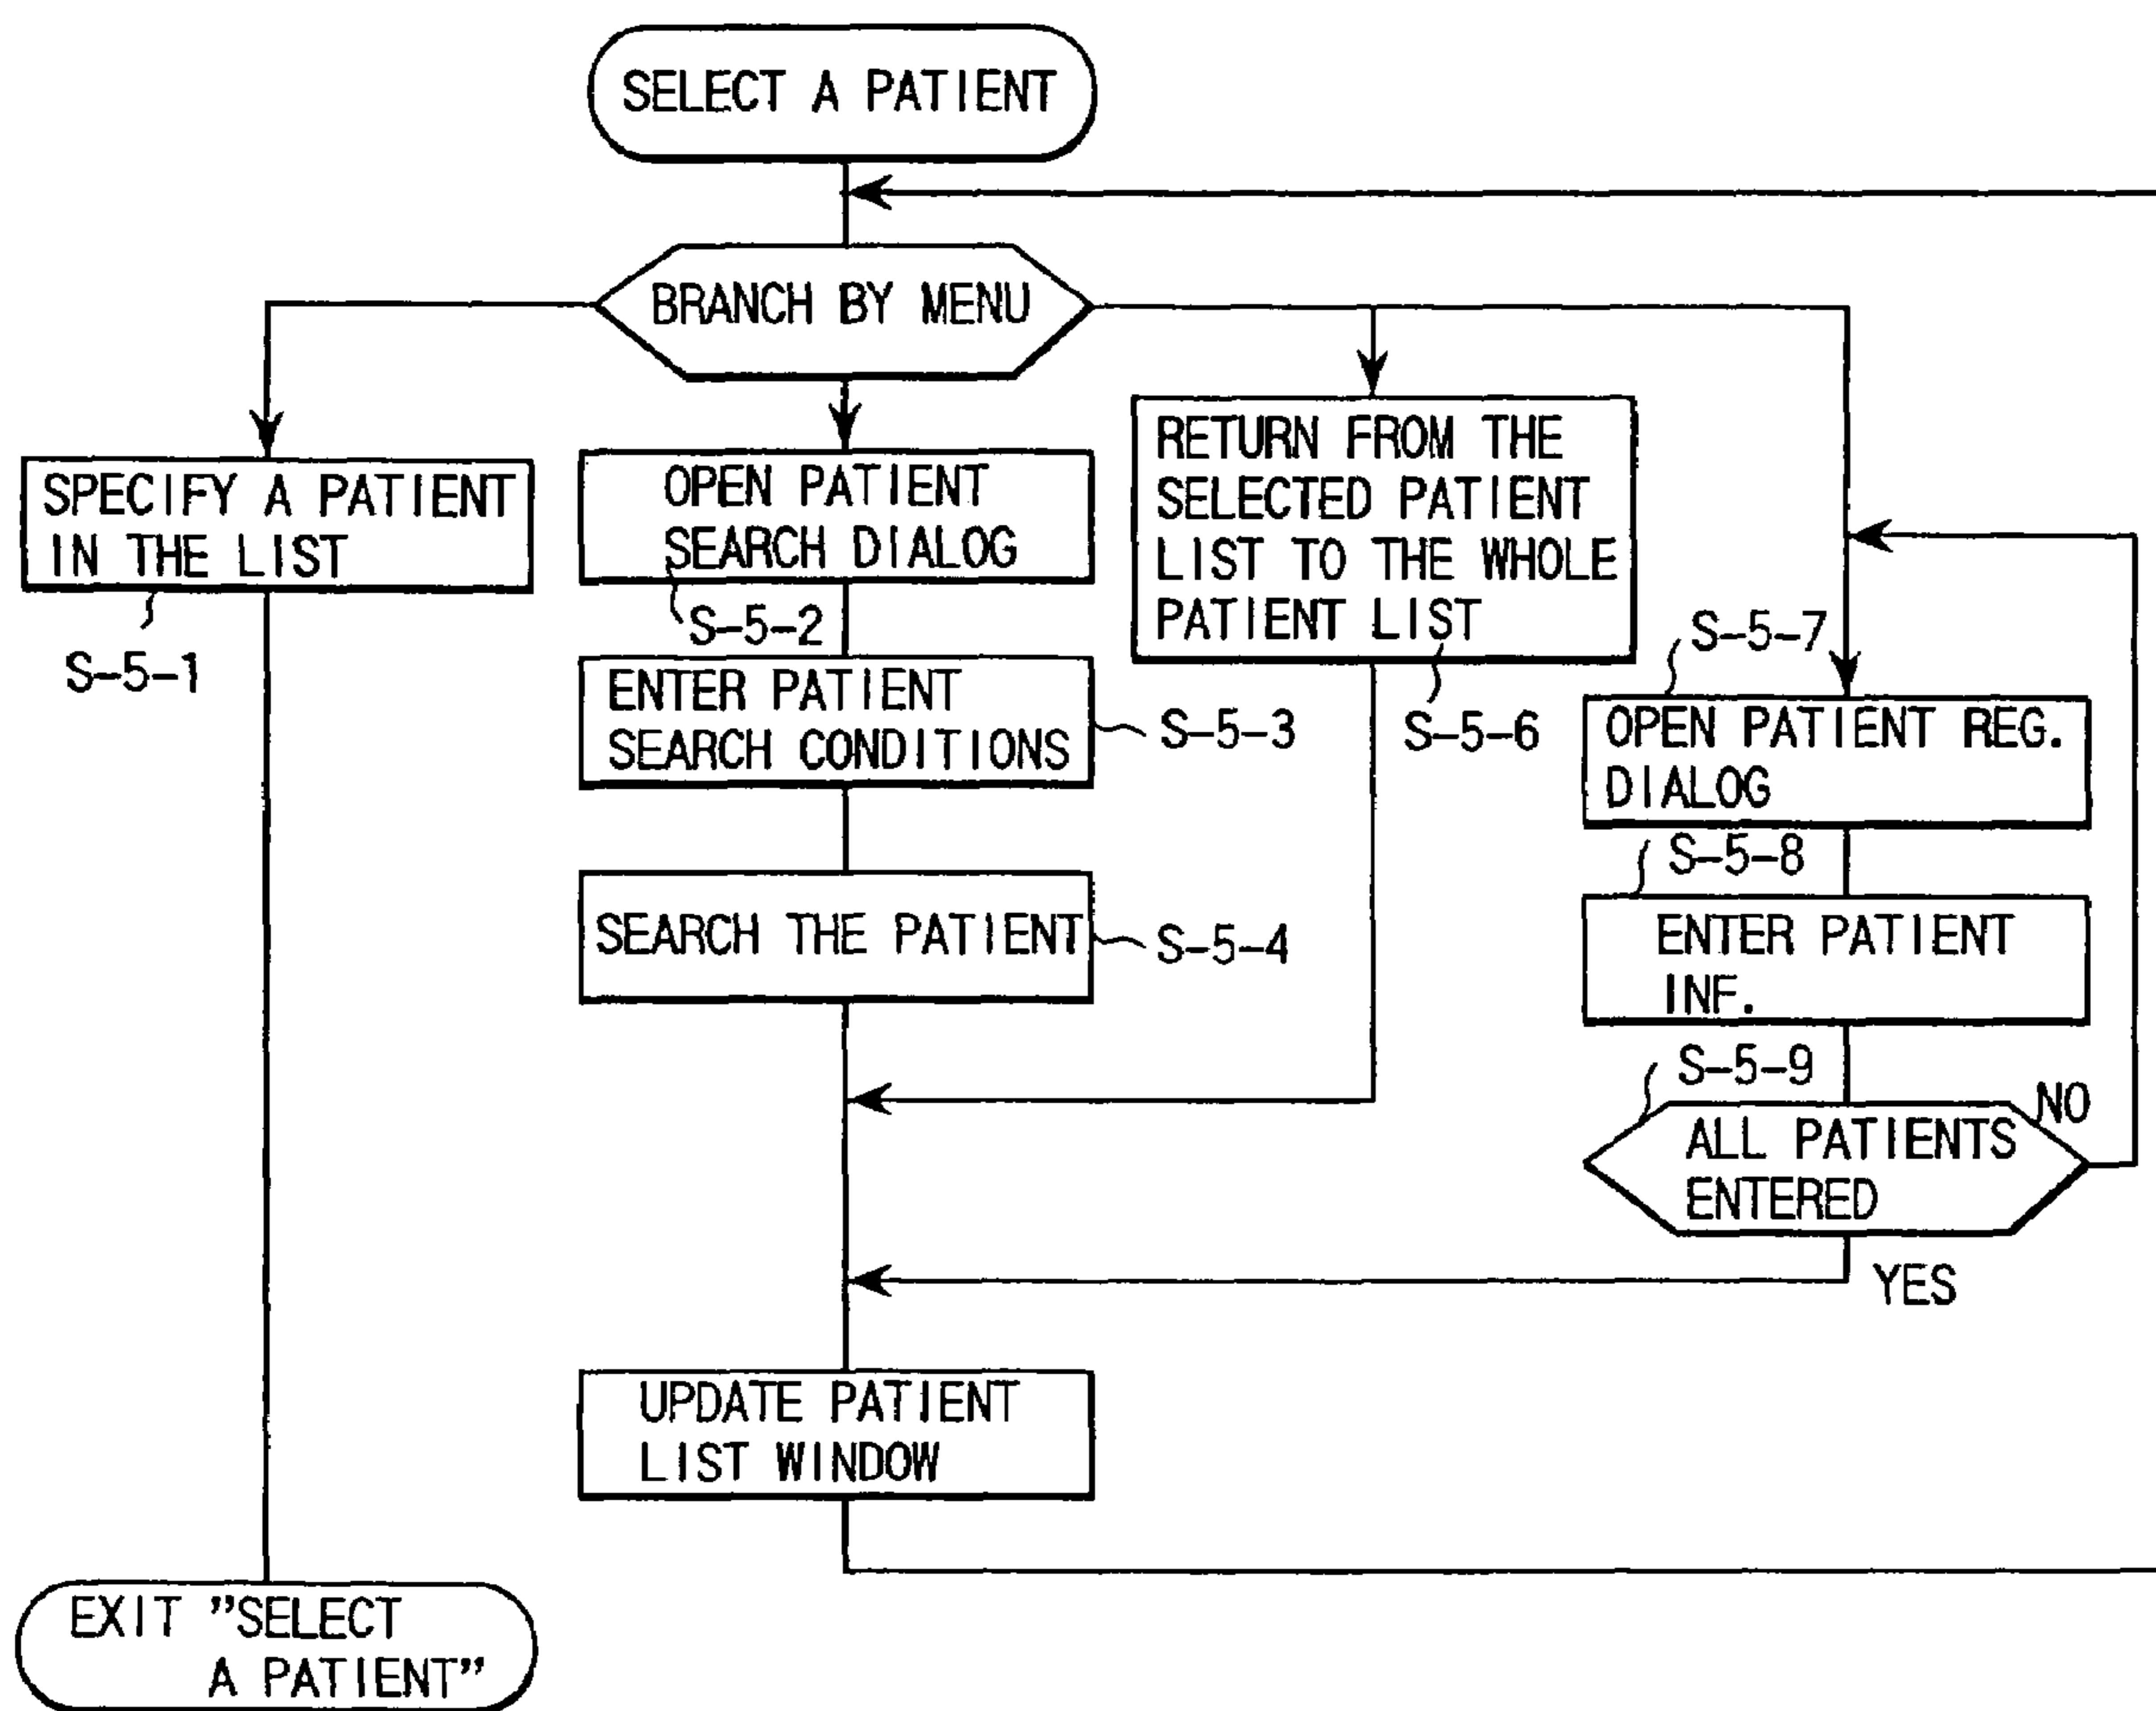 SELECT A PATIENT
BRANCH BY MENU
SPECIFY A PATIENT
IN THE LIST
S-5-1
OPEN PATIENT
SEARCH DIALOG
S-5-2
ENTER PATIENT
SEARCH CONDITIONS
S-5-3
SEARCH THE PATIENT
S-5-4
RETURN FROM THE
SELECTED PATIENT
LIST TO THE WHOLE
PATIENT LIST
S-5-6
S-5-7
OPEN PATIENT REG.
DIALOG
S-5-8
ENTER PATIENT
INF.
S-5-9
NO
ALL PATIENTS
ENTERED
YES
UPDATE PATIENT
LIST WINDOW
EXIT "SELECT
A PATIENT"